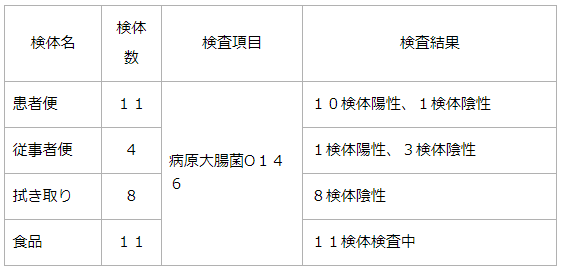 検体名 検体数 検査項目 検査結果
患者便 １１ 病原大腸菌O１４６ １０検体陽性、１検体陰性
従事者便 ４ １検体陽性、３検体陰性
拭き取り ８ ８検体陰性
食品 １１ １１検体検査中